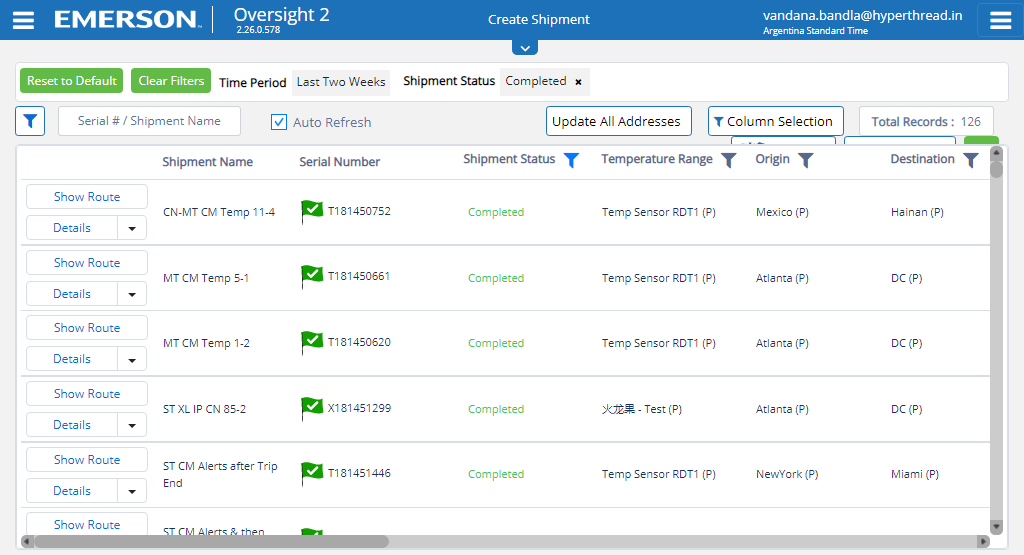 EMERSON
Oversight 2
2.26.0.578
Create Shipment
vandana.bandla@hyperthread.in
Argentina Standard Time
Reset to Default
Clear Filters
Time Period
Last Two Weeks
Shipment Status
Completed ×
Serial # / Shipment Name
Auto Refresh
Update All Addresses
Column Selection
Total Records : 126
Shipment Name Serial Number Shipment Status Temperature Range Origin Destination
Show Route
Details
CN-MT CM Temp 11-4 T181450752 Completed Temp Sensor RDT1 (P) Mexico (P) Hainan (P)
Show Route
Details
MT CM Temp 5-1 T181450661 Completed Temp Sensor RDT1 (P) Atlanta (P) DC (P)
Show Route
Details
MT CM Temp 1-2 T181450620 Completed Temp Sensor RDT1 (P) Atlanta (P) DC (P)
Show Route
Details
ST XL IP CN 85-2 X181451299 Completed 火龙果 - Test (P) Atlanta (P) DC (P)
Show Route
Details
ST CM Alerts after Trip
End
T181451446 Completed Temp Sensor RDT1 (P) NewYork (P) Miami (P)
Show Route
ST CM Alerts & then